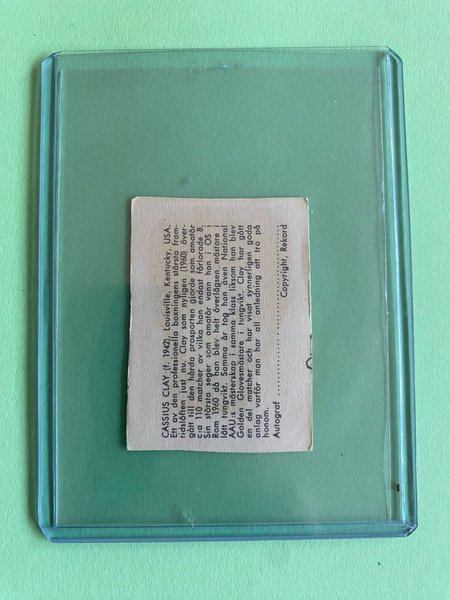 CASSIUS CLAY (f. 1942), Louisville, Kentucky, USA.
Ett av den professionella boxningens största fram-
tidslöften just nu. Clay som nyligen (1960) över-
gått till den hårda prosporten gjorde som amatör
c:a 110 matcher av vilka han endast förlorade 8.
Sin största seger som amatör vann han i OS i
Rom 1960 då han blev helt överlägsen mästare i
lätt tungvikt. Samma år tog han även National
AAU:s mästerskap i samma klass liksom han blev
Golden Glovesmästare i tungvikt. Clay har gått
en del matcher och har visat synnerligen goda
anlag varför man har all anledning att tro på
honom.
Autograf ........................................
Copyright, Rekord